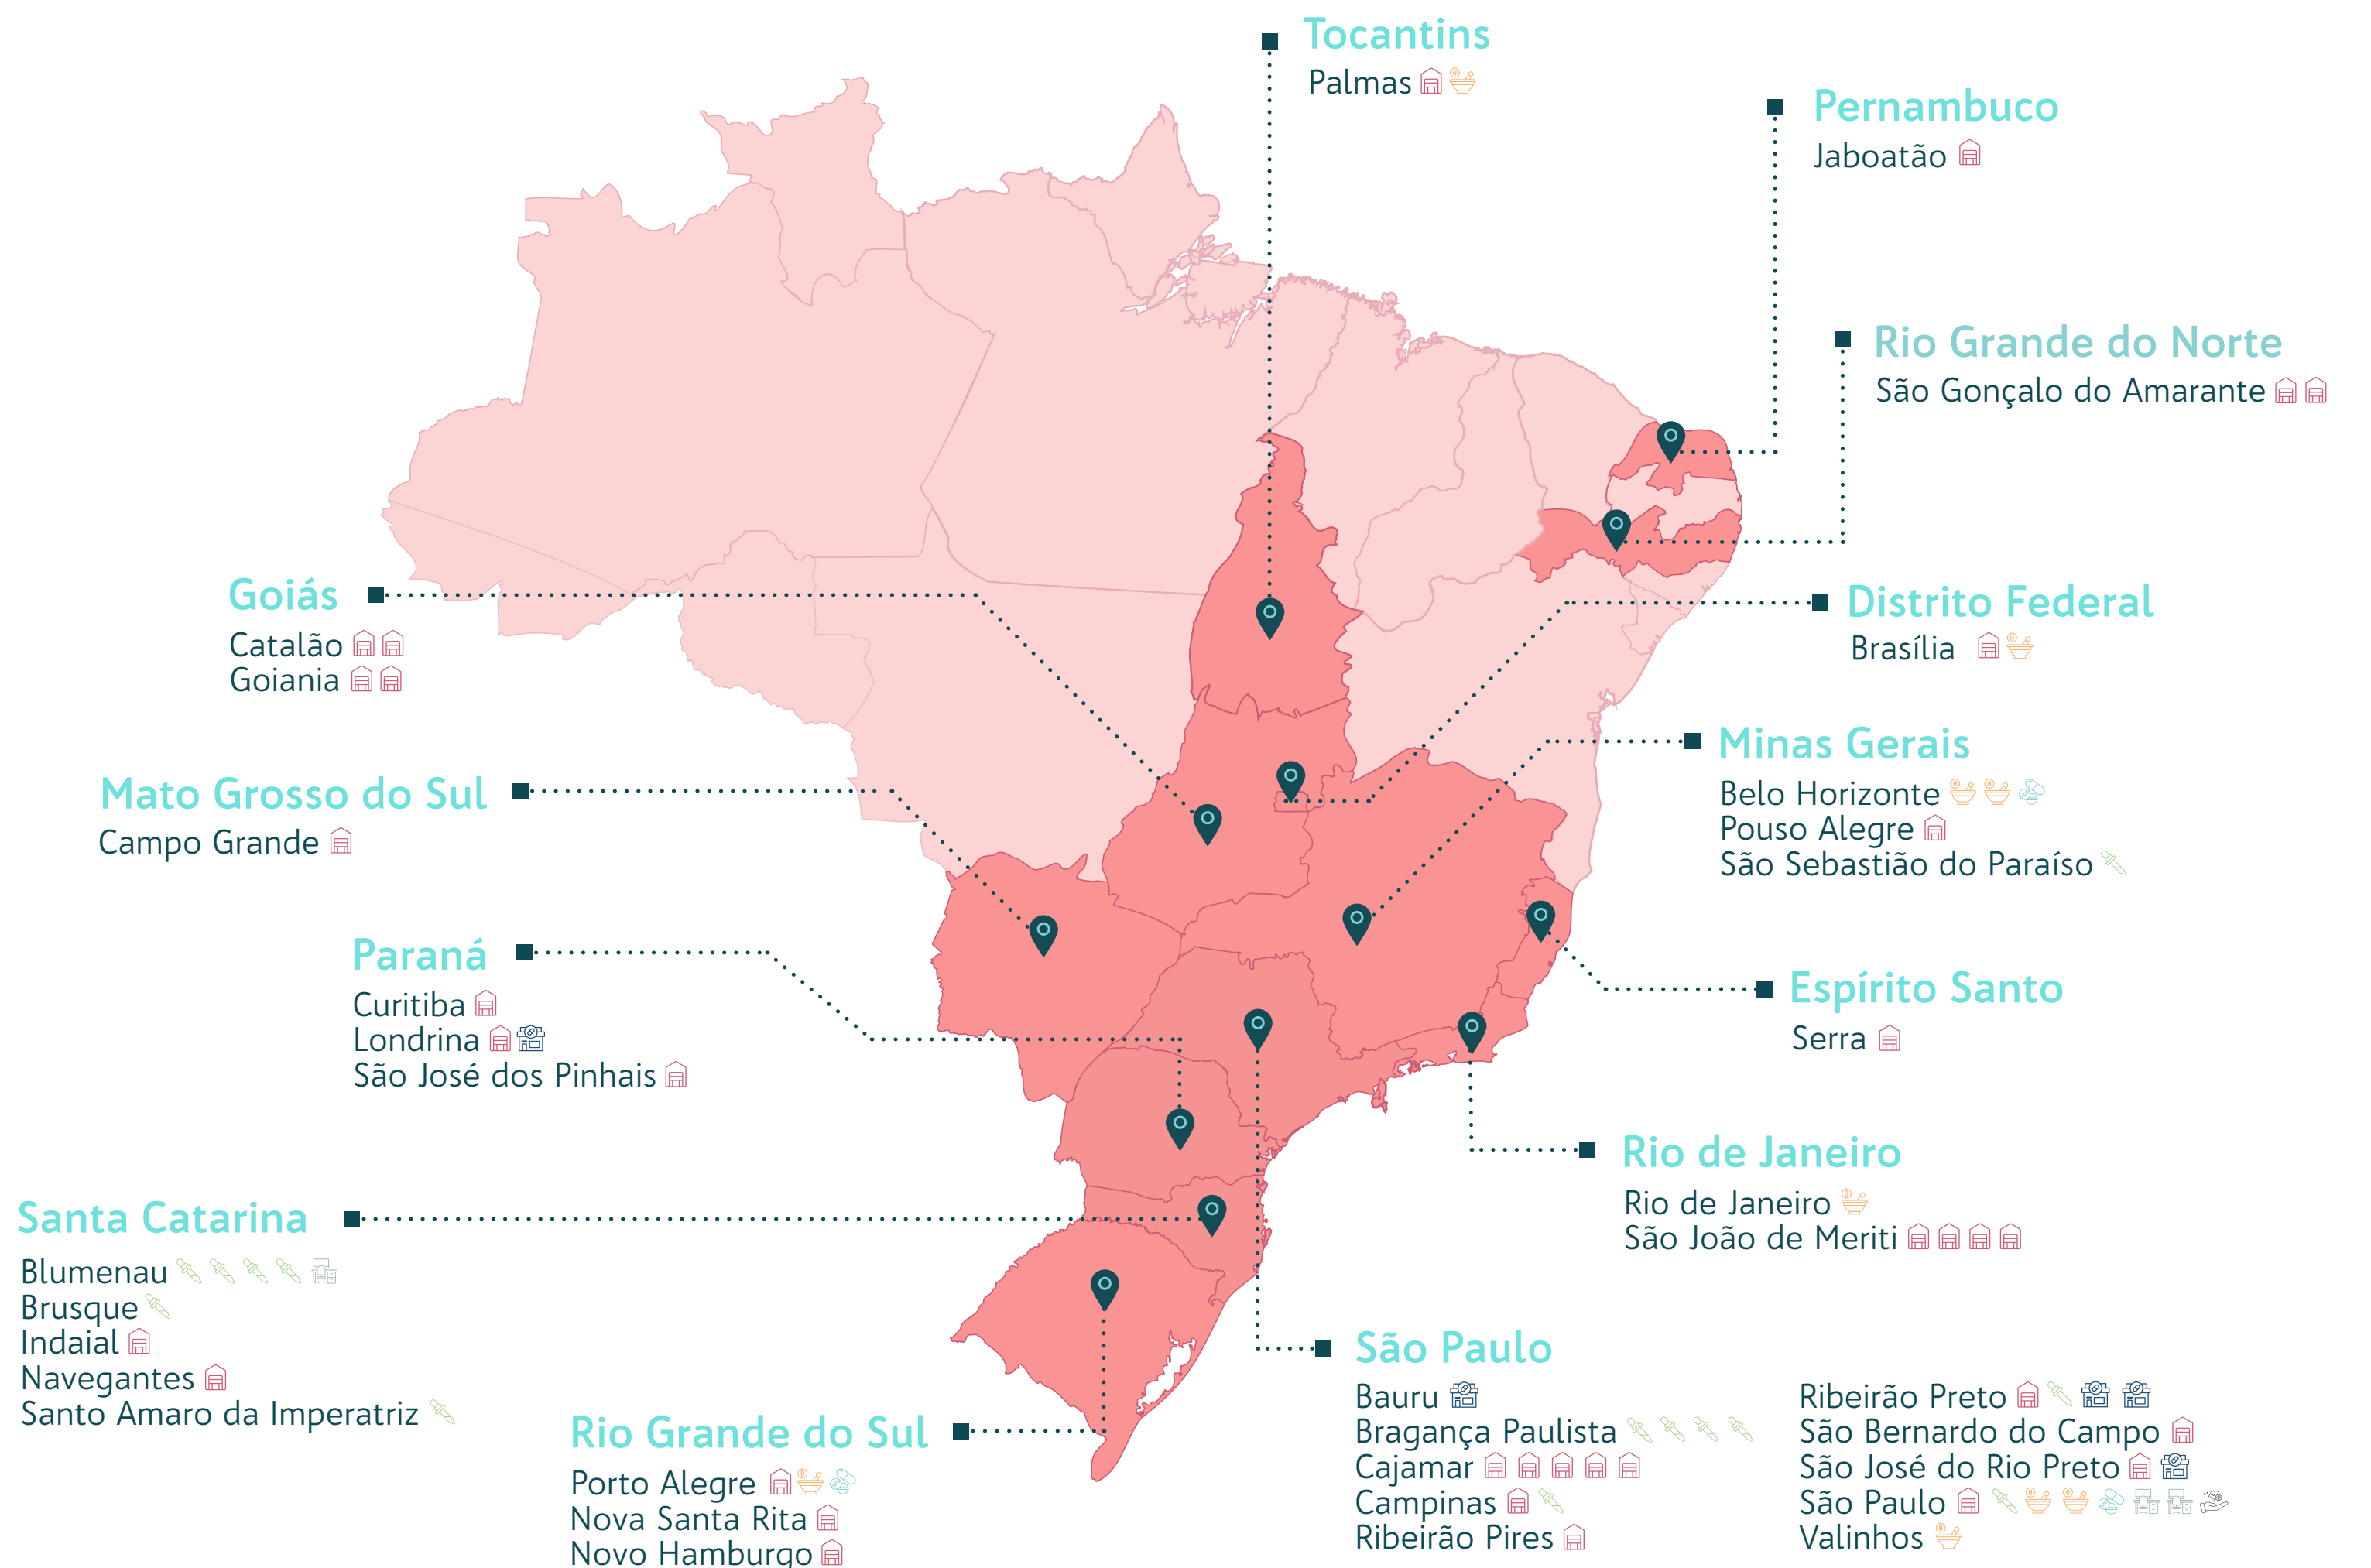 Tocantins
Palmas
Pernambuco
Jaboatão
Rio Grande do Norte
São Gonçalo do Amarante
Goiás
Catalão
Goiania
Distrito Federal
Brasília
Minas Gerais
Belo Horizonte
Pouso Alegre
São Sebastião do Paraíso
Mato Grosso do Sul
Campo Grande
Paraná
Curitiba
Londrina
São José dos Pinhais
Espírito Santo
Serra
Rio de Janeiro
Rio de Janeiro
São João de Meriti
Santa Catarina
Blumenau
Brusque
Indaial
Navegantes
Santo Amaro da Imperatriz
Rio Grande do Sul
Porto Alegre
Nova Santa Rita
Novo Hamburgo
São Paulo
Bauru
Bragança Paulista
Cajamar
Campinas
Ribeirão Pires
Ribeirão Preto
São Bernardo do Campo
São José do Rio Preto
São Paulo
Valinhos